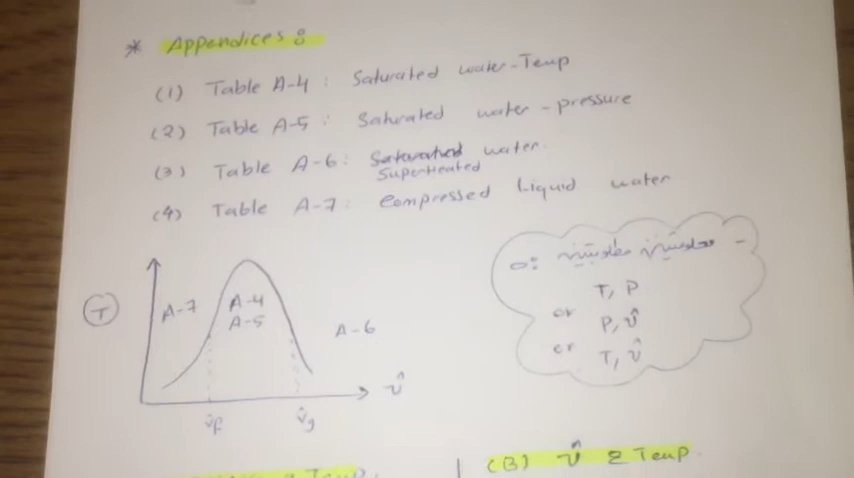 * Appendices:
(1) Table A-4: Saturated water-Temp
(2) Table A-5: Saturated water-pressure
(3) Table A-6: Saturated water.
Superheated
(4) Table A-7: Compressed Liquid water
T
A-7
A-4
A-5
A-6
v̂
v̂f
v̂g
T, P
or P, v̂
or T, v̂
(B) v̂ & Temp.